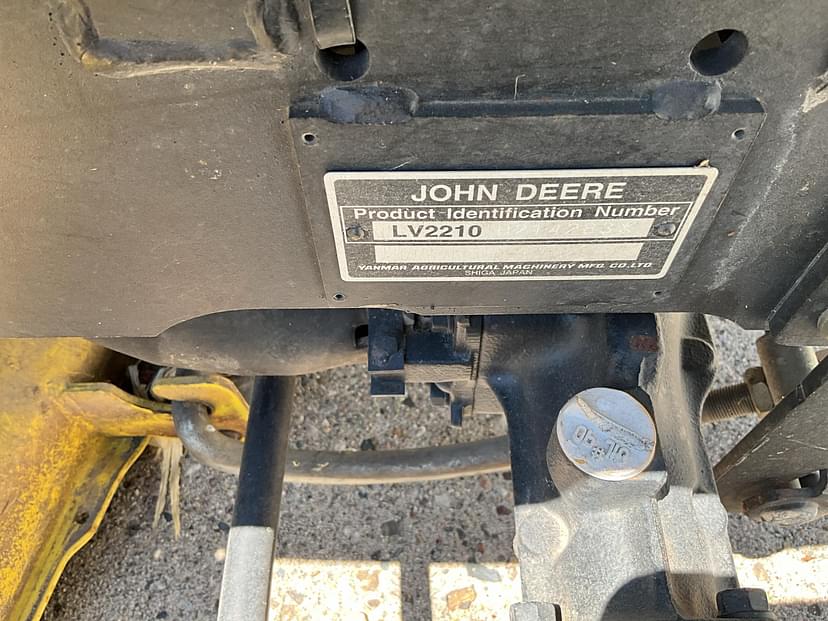 JOHN DEERE
Product Identification Number
LV2210
YANMAR AGRICULTURAL MACHINERY MFG. CO.,LTD.
SHIGA JAPAN